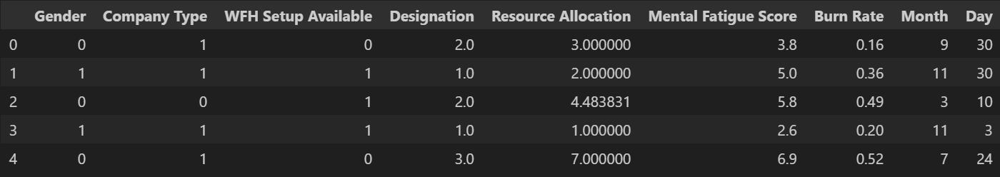 Gender Company Type WFH Setup Available Designation Resource Allocation Mental Fatigue Score Burn Rate Month Day
0 0 1 0 2.0 3.000000 3.8 0.16 9 30
1 1 1 1 1.0 2.000000 5.0 0.36 11 30
2 0 0 1 2.0 4.483831 5.8 0.49 3 10
3 1 1 1 1.0 1.000000 2.6 0.20 11 3
4 0 1 0 3.0 7.000000 6.9 0.52 7 24